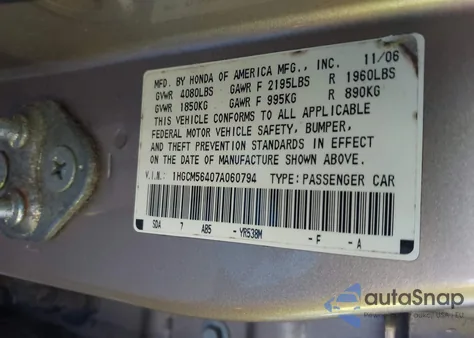 MFD. BY HONDA OF AMERICA MFG., INC. 11/06
GVWR 4080LBS GAWR F 2195LBS R 1960LBS
GVWR 1850KG GAWR F 995KG R 890KG
THIS VEHICLE CONFORMS TO ALL APPLICABLE
FEDERAL MOTOR VEHICLE SAFETY, BUMPER,
AND THEFT PREVENTION STANDARDS IN EFFECT
ON THE DATE OF MANUFACTURE SHOWN ABOVE.
V.I.N.: 1HGCM56407A060794 TYPE: PASSENGER CAR
SDA 7 AB5 - YR538M -F -A
autoSnap